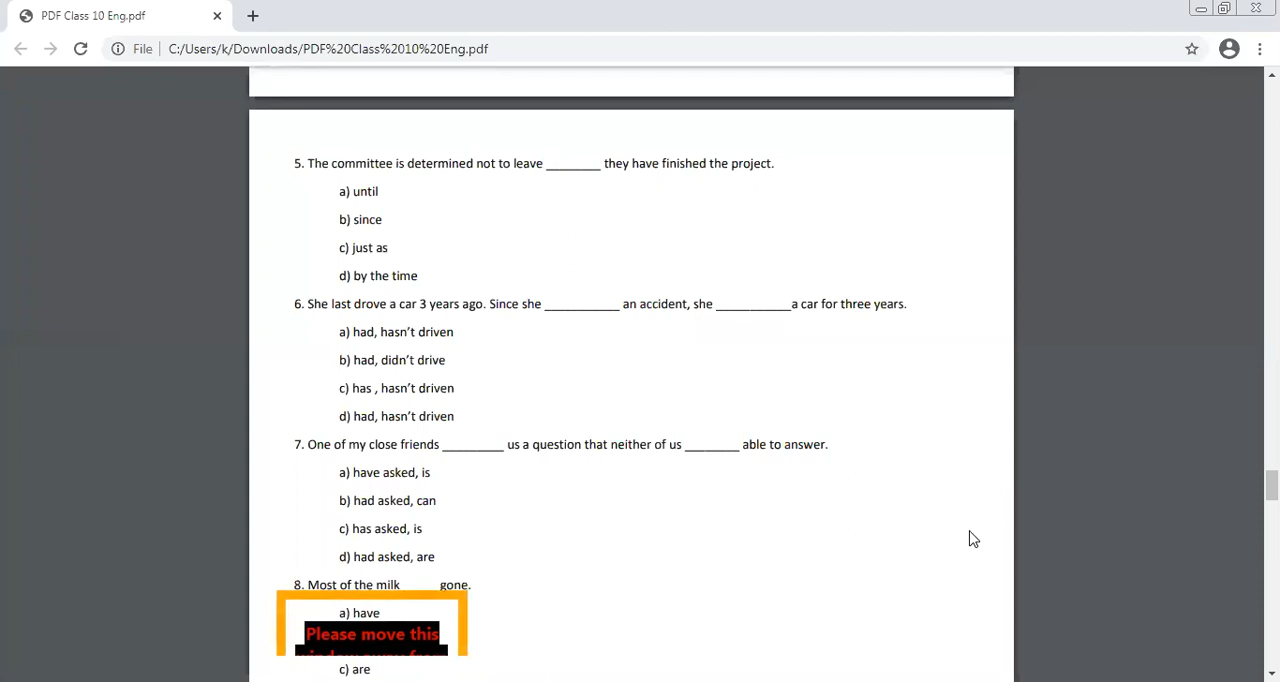 PDF Class 10 Eng.pdf
File C:/Users/k/Downloads/PDF%20Class%2010%20Eng.pdf
5. The committee is determined not to leave ________ they have finished the project.
a) until
b) since
c) just as
d) by the time
6. She last drove a car 3 years ago. Since she ___________ an accident, she ___________a car for three years.
a) had, hasn't driven
b) had, didn't drive
c) has , hasn't driven
d) had, hasn't driven
7. One of my close friends _________ us a question that neither of us ________ able to answer.
a) have asked, is
b) had asked, can
c) has asked, is
d) had asked, are
8. Most of the milk _____ gone.
a) have
Please move this
window away from
c) are